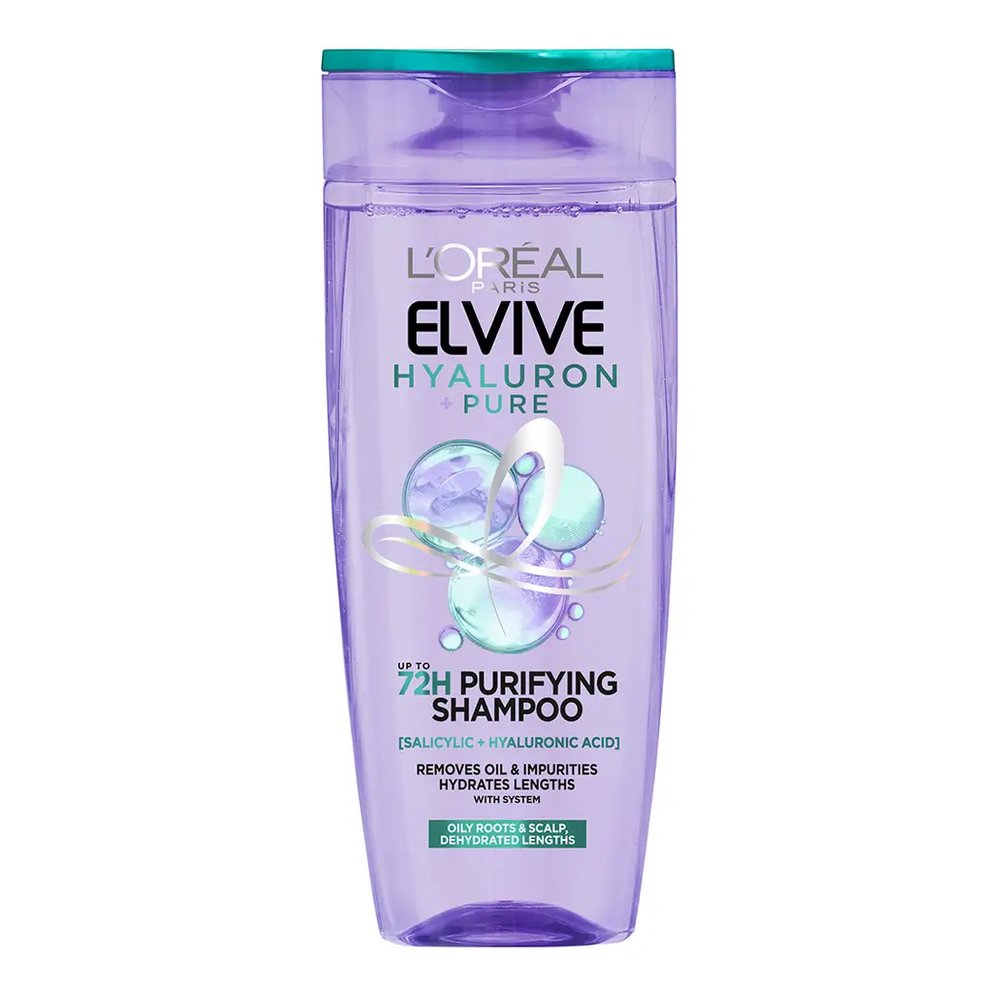 L'ORÉAL
PARIS
ELVIVE
HYALURON
+ PURE
UP TO
72H PURIFYING
SHAMPOO
[SALICYLIC + HYALURONIC ACID]
REMOVES OIL & IMPURITIES
HYDRATES LENGTHS
WITH SYSTEM
OILY ROOTS & SCALP,
DEHYDRATED LENGTHS